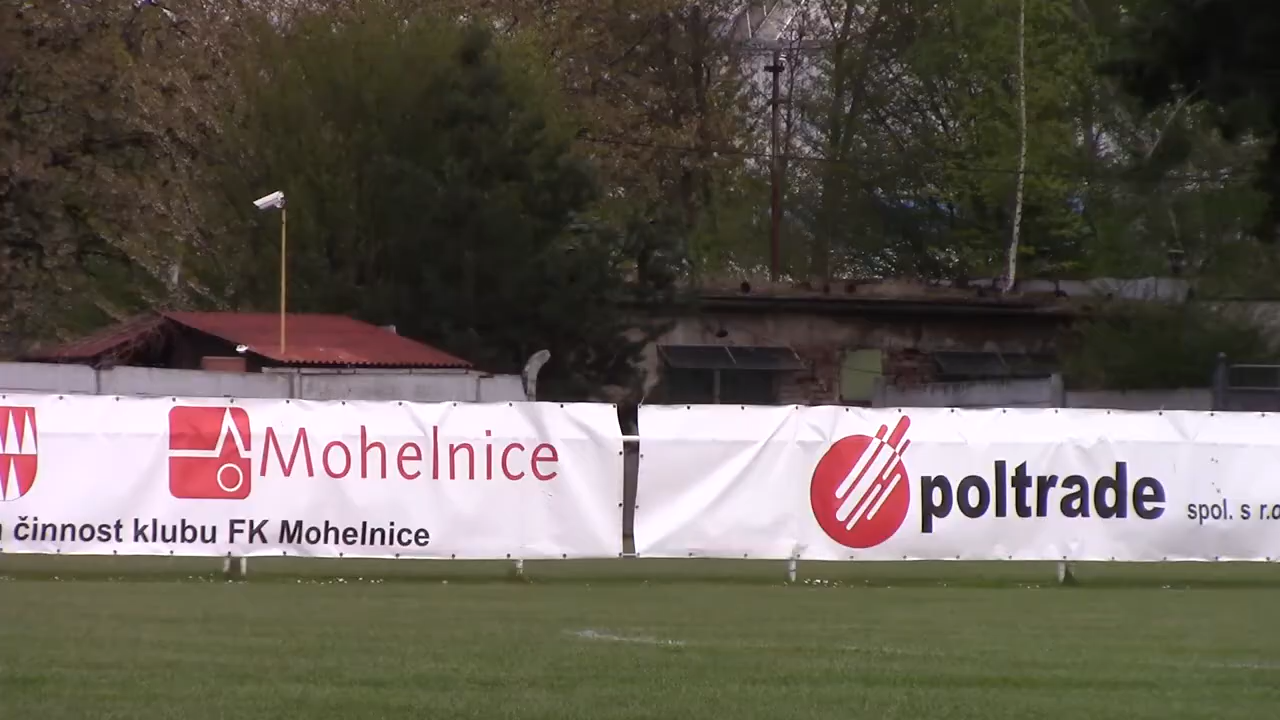 Mohelnice
činnost klubu FK Mohelnice
poltrade spol. s r.o